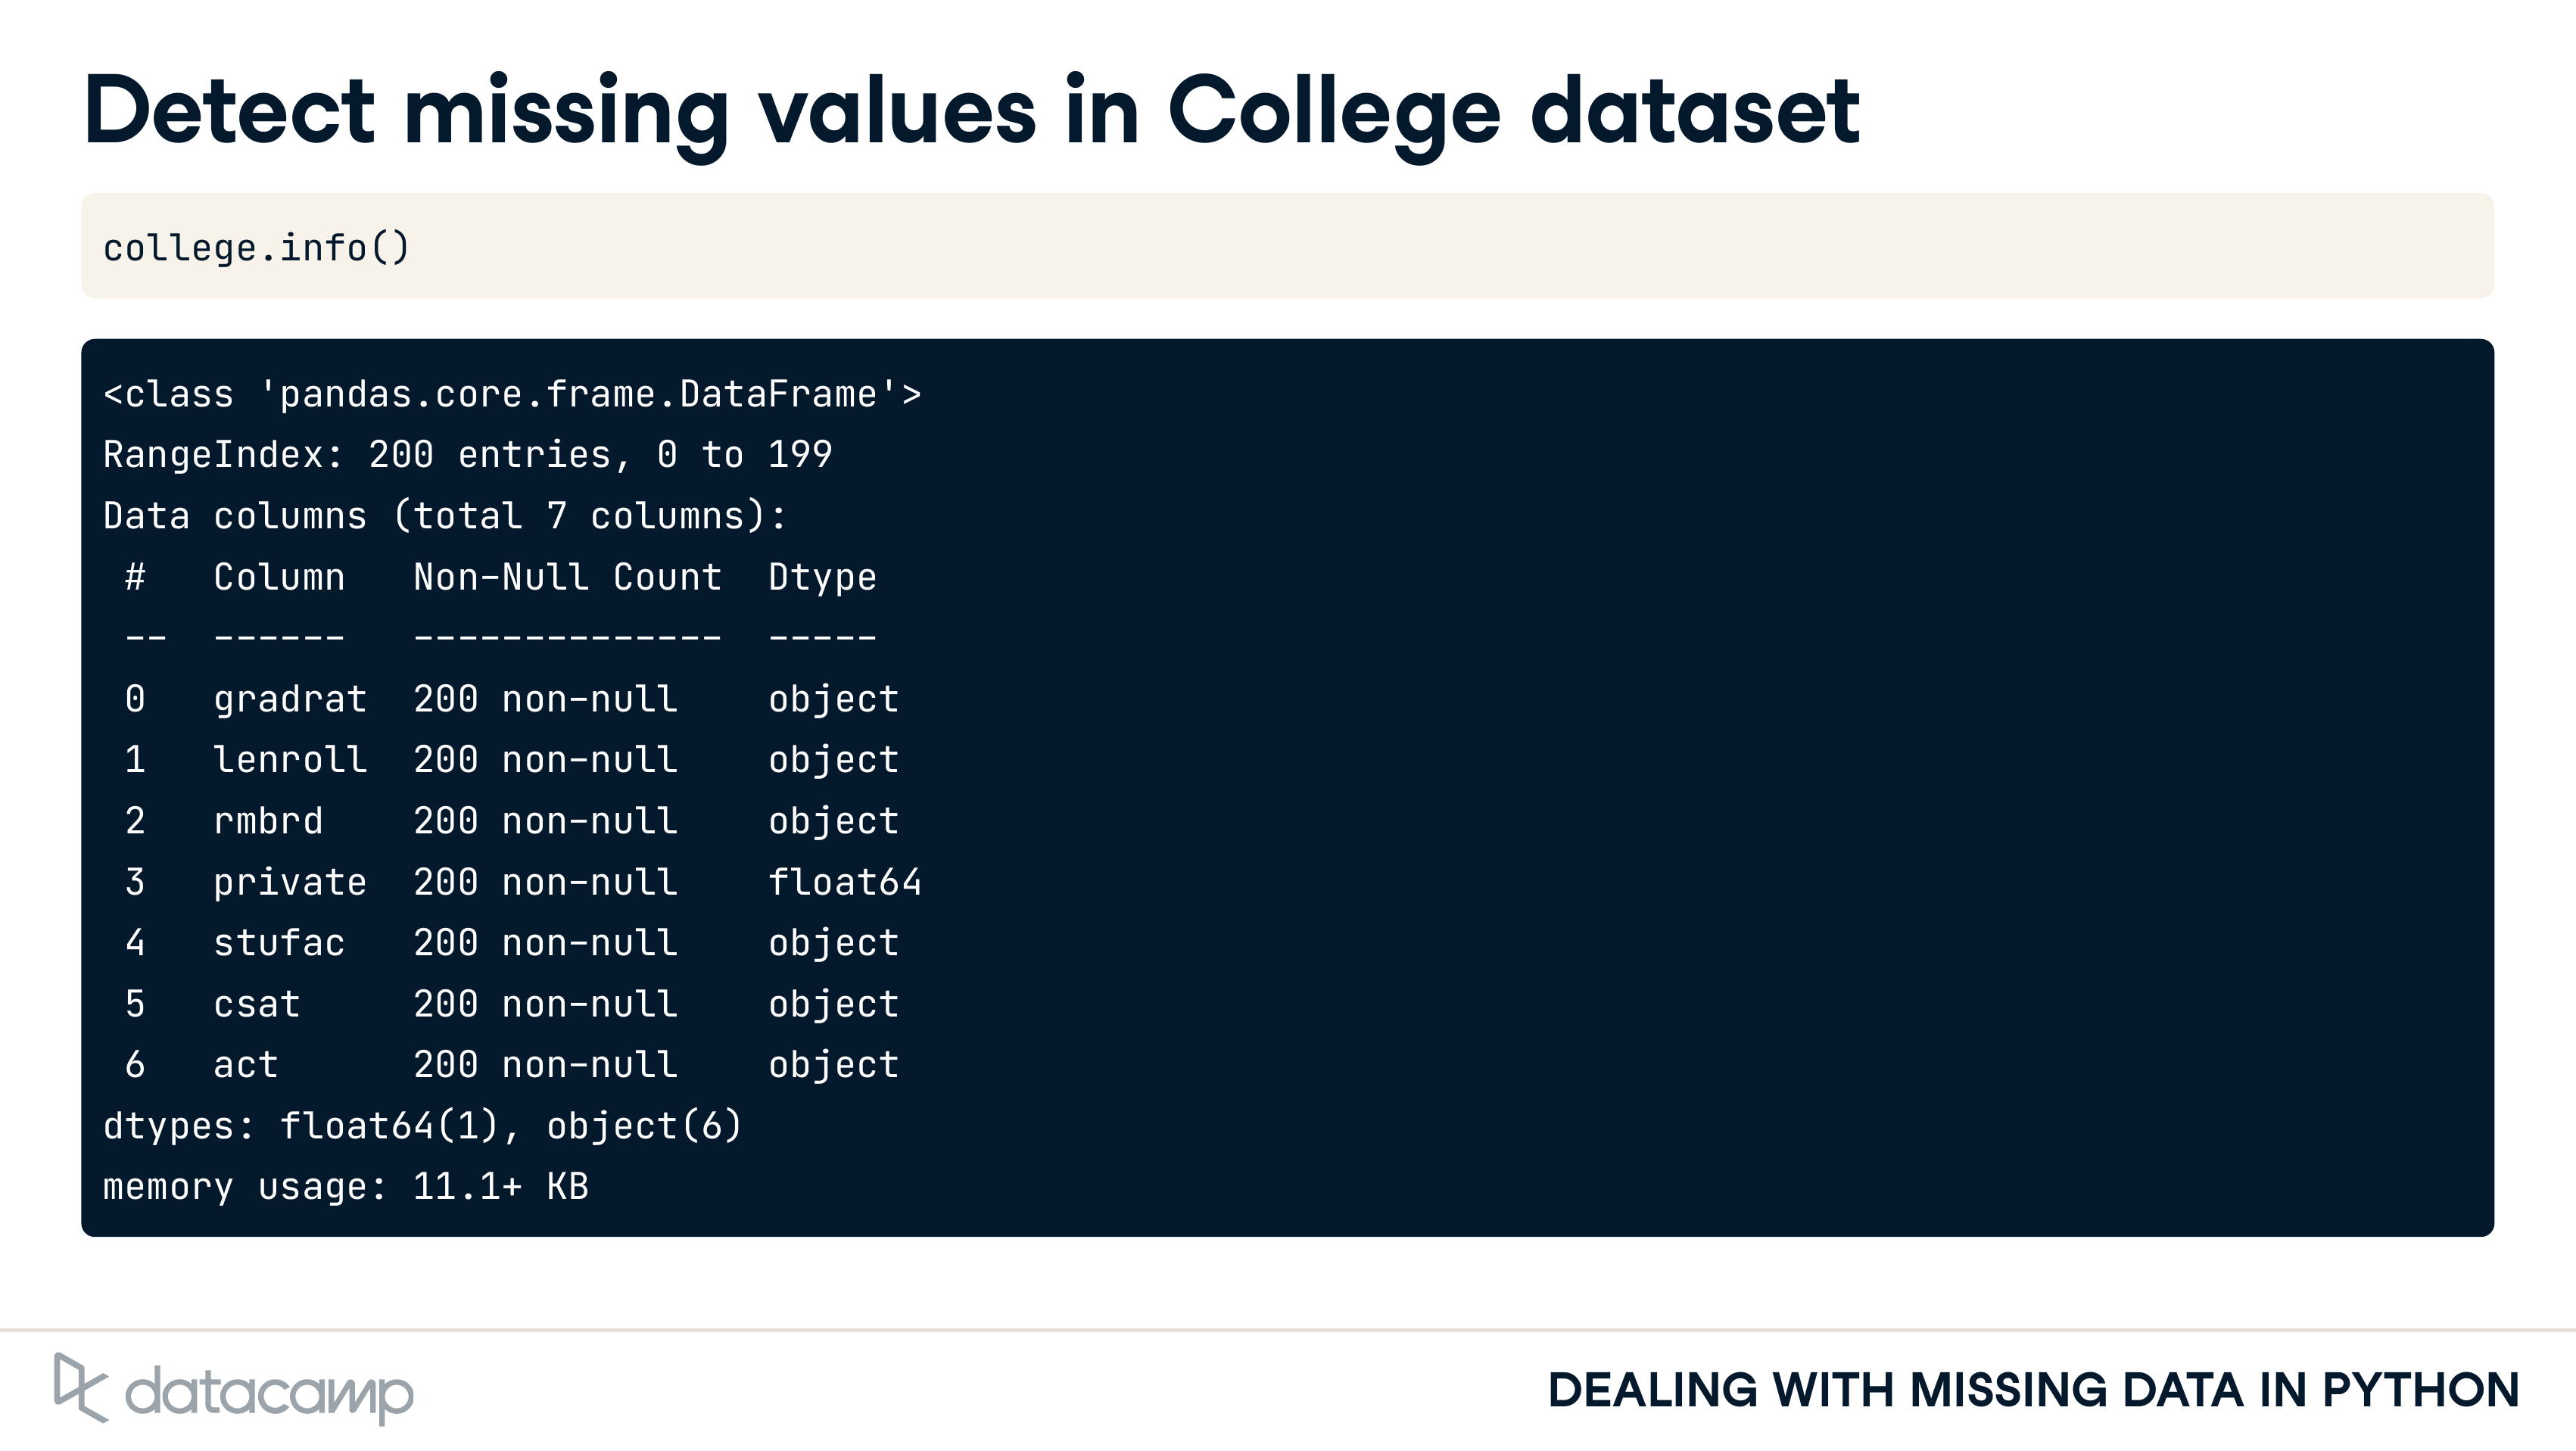 Detect missing values in College dataset
college.info()
<class 'pandas.core.frame.DataFrame'>
RangeIndex: 200 entries, 0 to 199
Data columns (total 7 columns):
 #   Column   Non-Null Count  Dtype
 --  ------   --------------  -----
 0   gradrat  200 non-null    object
 1   lenroll  200 non-null    object
 2   rmbrd    200 non-null    object
 3   private  200 non-null    float64
 4   stufac   200 non-null    object
 5   csat     200 non-null    object
 6   act      200 non-null    object
dtypes: float64(1), object(6)
memory usage: 11.1+ KB
datacamp
DEALING WITH MISSING DATA IN PYTHON